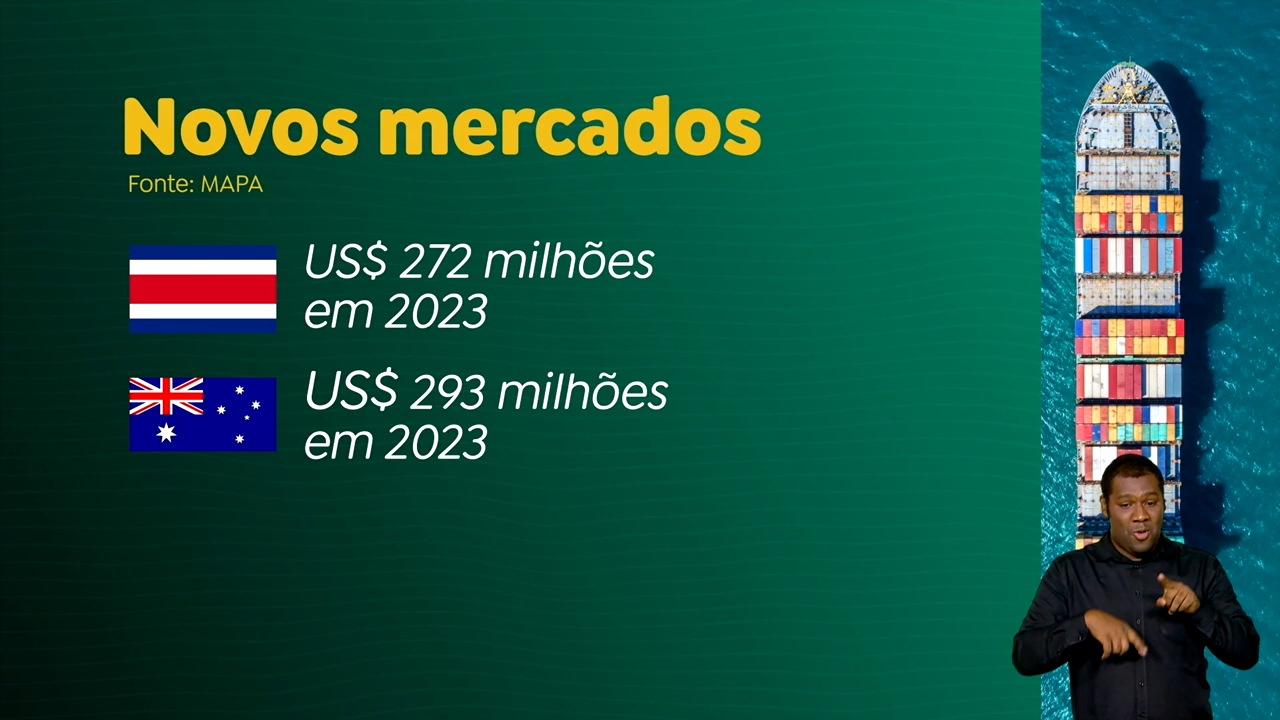 Novos mercados
Fonte: MAPA
US$ 272 milhões
em 2023
US$ 293 milhões
em 2023